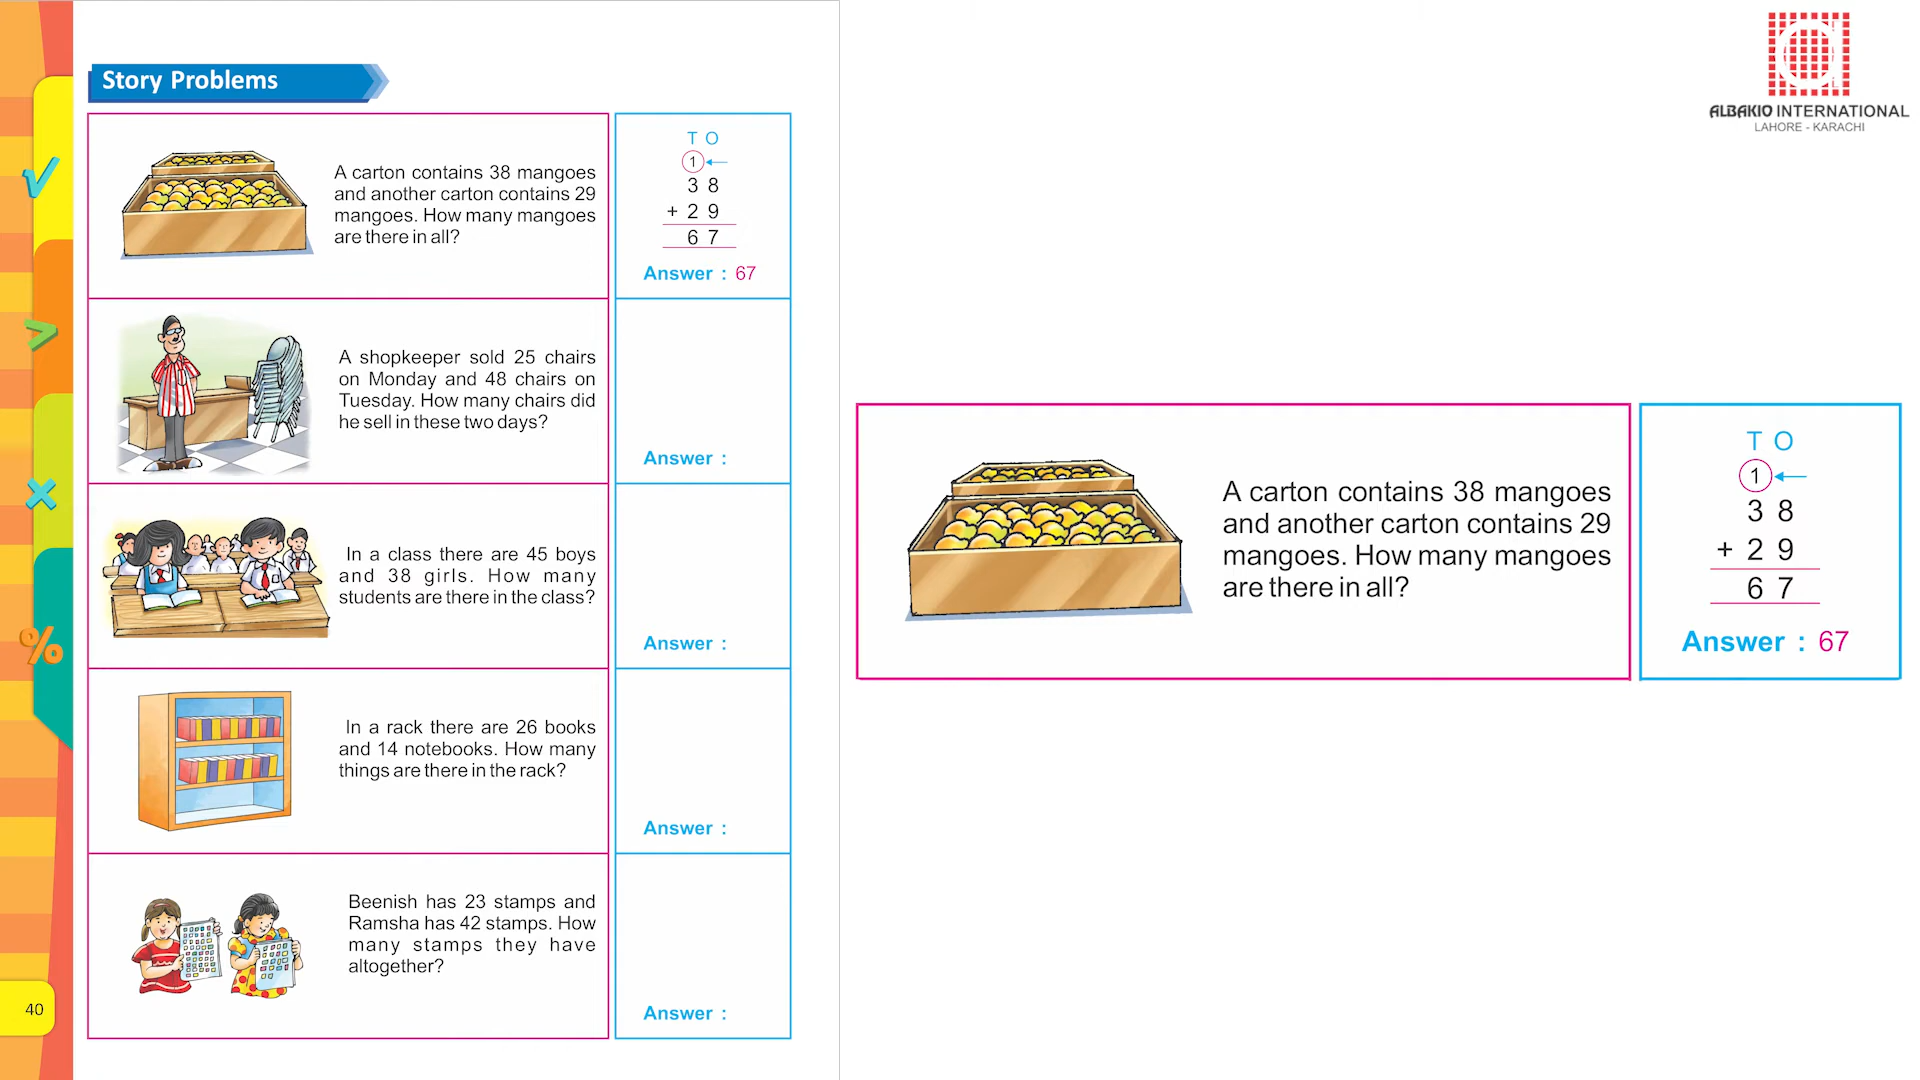 Story Problems
A carton contains 38 mangoes
and another carton contains 29
mangoes. How many mangoes
are there in all?
T O
1
3 8
+ 2 9
6 7
Answer : 67
A shopkeeper sold 25 chairs
on Monday and 48 chairs on
Tuesday. How many chairs did
he sell in these two days?
Answer :
In a class there are 45 boys
and 38 girls. How many
students are there in the class?
Answer :
In a rack there are 26 books
and 14 notebooks. How many
things are there in the rack?
Answer :
Beenish has 23 stamps and
Ramsha has 42 stamps. How
many stamps they have
altogether?
Answer :
40
ALBAKIO INTERNATIONAL
LAHORE - KARACHI
A carton contains 38 mangoes
and another carton contains 29
mangoes. How many mangoes
are there in all?
T O
1
3 8
+ 2 9
6 7
Answer : 67